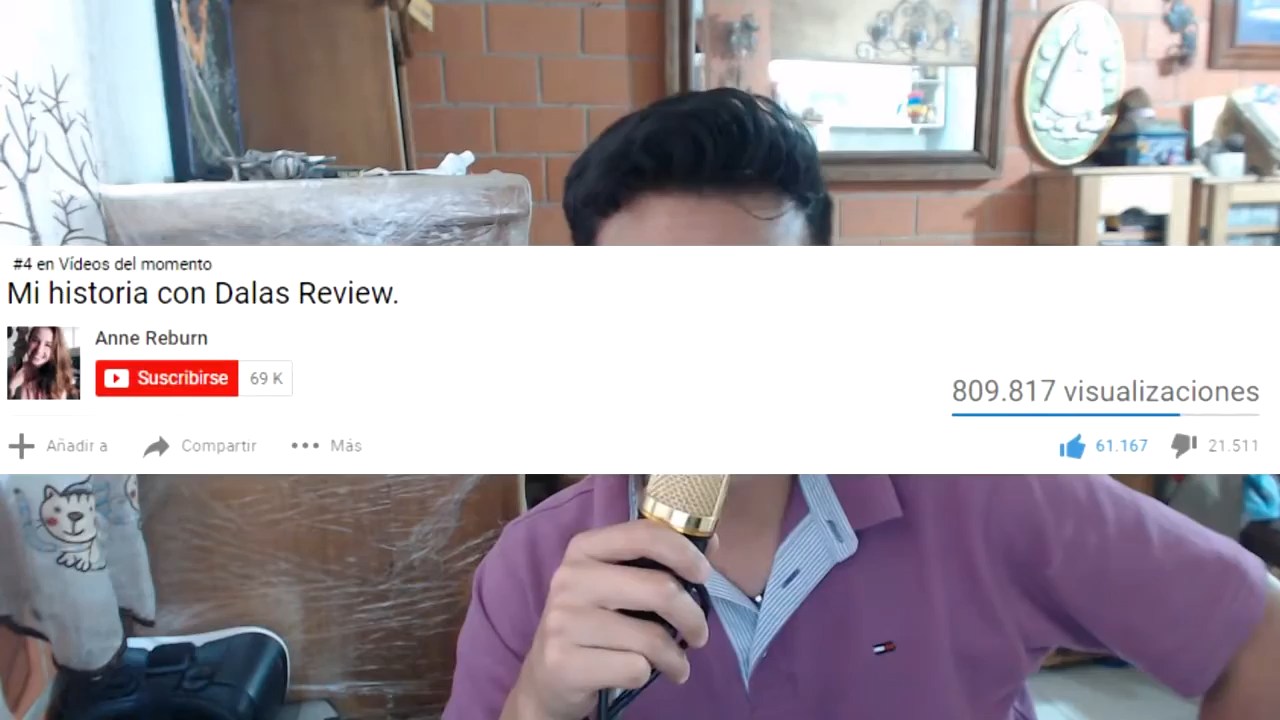 #4 en Vídeos del momento
Mi historia con Dalas Review.
Anne Reburn
Suscribirse 69 K
809.817 visualizaciones
Añadir a Compartir Más
61.167 21.511